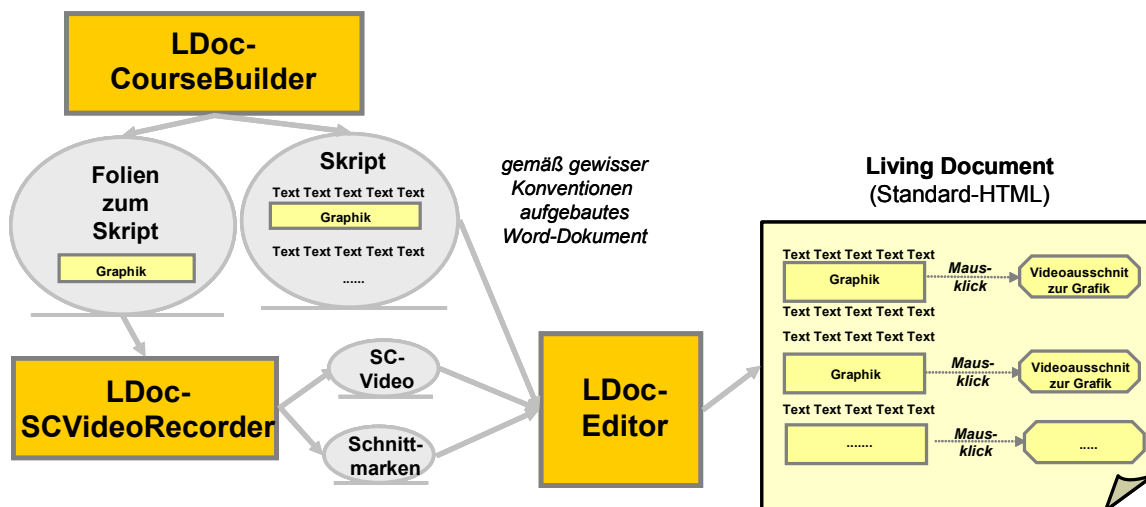 LDoc-
CourseBuilder
Folien
zum
Skript
Graphik
Skript
Text Text Text Text Text
Graphik
Text Text Text Text Text
......
gemäß gewisser
Konventionen
aufgebautes
Word-Dokument
LDoc-
SCVideoRecorder
SC-
Video
Schnitt-
marken
LDoc-
Editor
Living Document
(Standard-HTML)
Text Text Text Text Text
Graphik
Maus-
klick
Videoausschnit
zur Grafik
Text Text Text Text Text
Text Text Text Text Text
Graphik
Maus-
klick
Videoausschnit
zur Grafik
Text Text Text Text Text
.......
Maus-
klick
.....